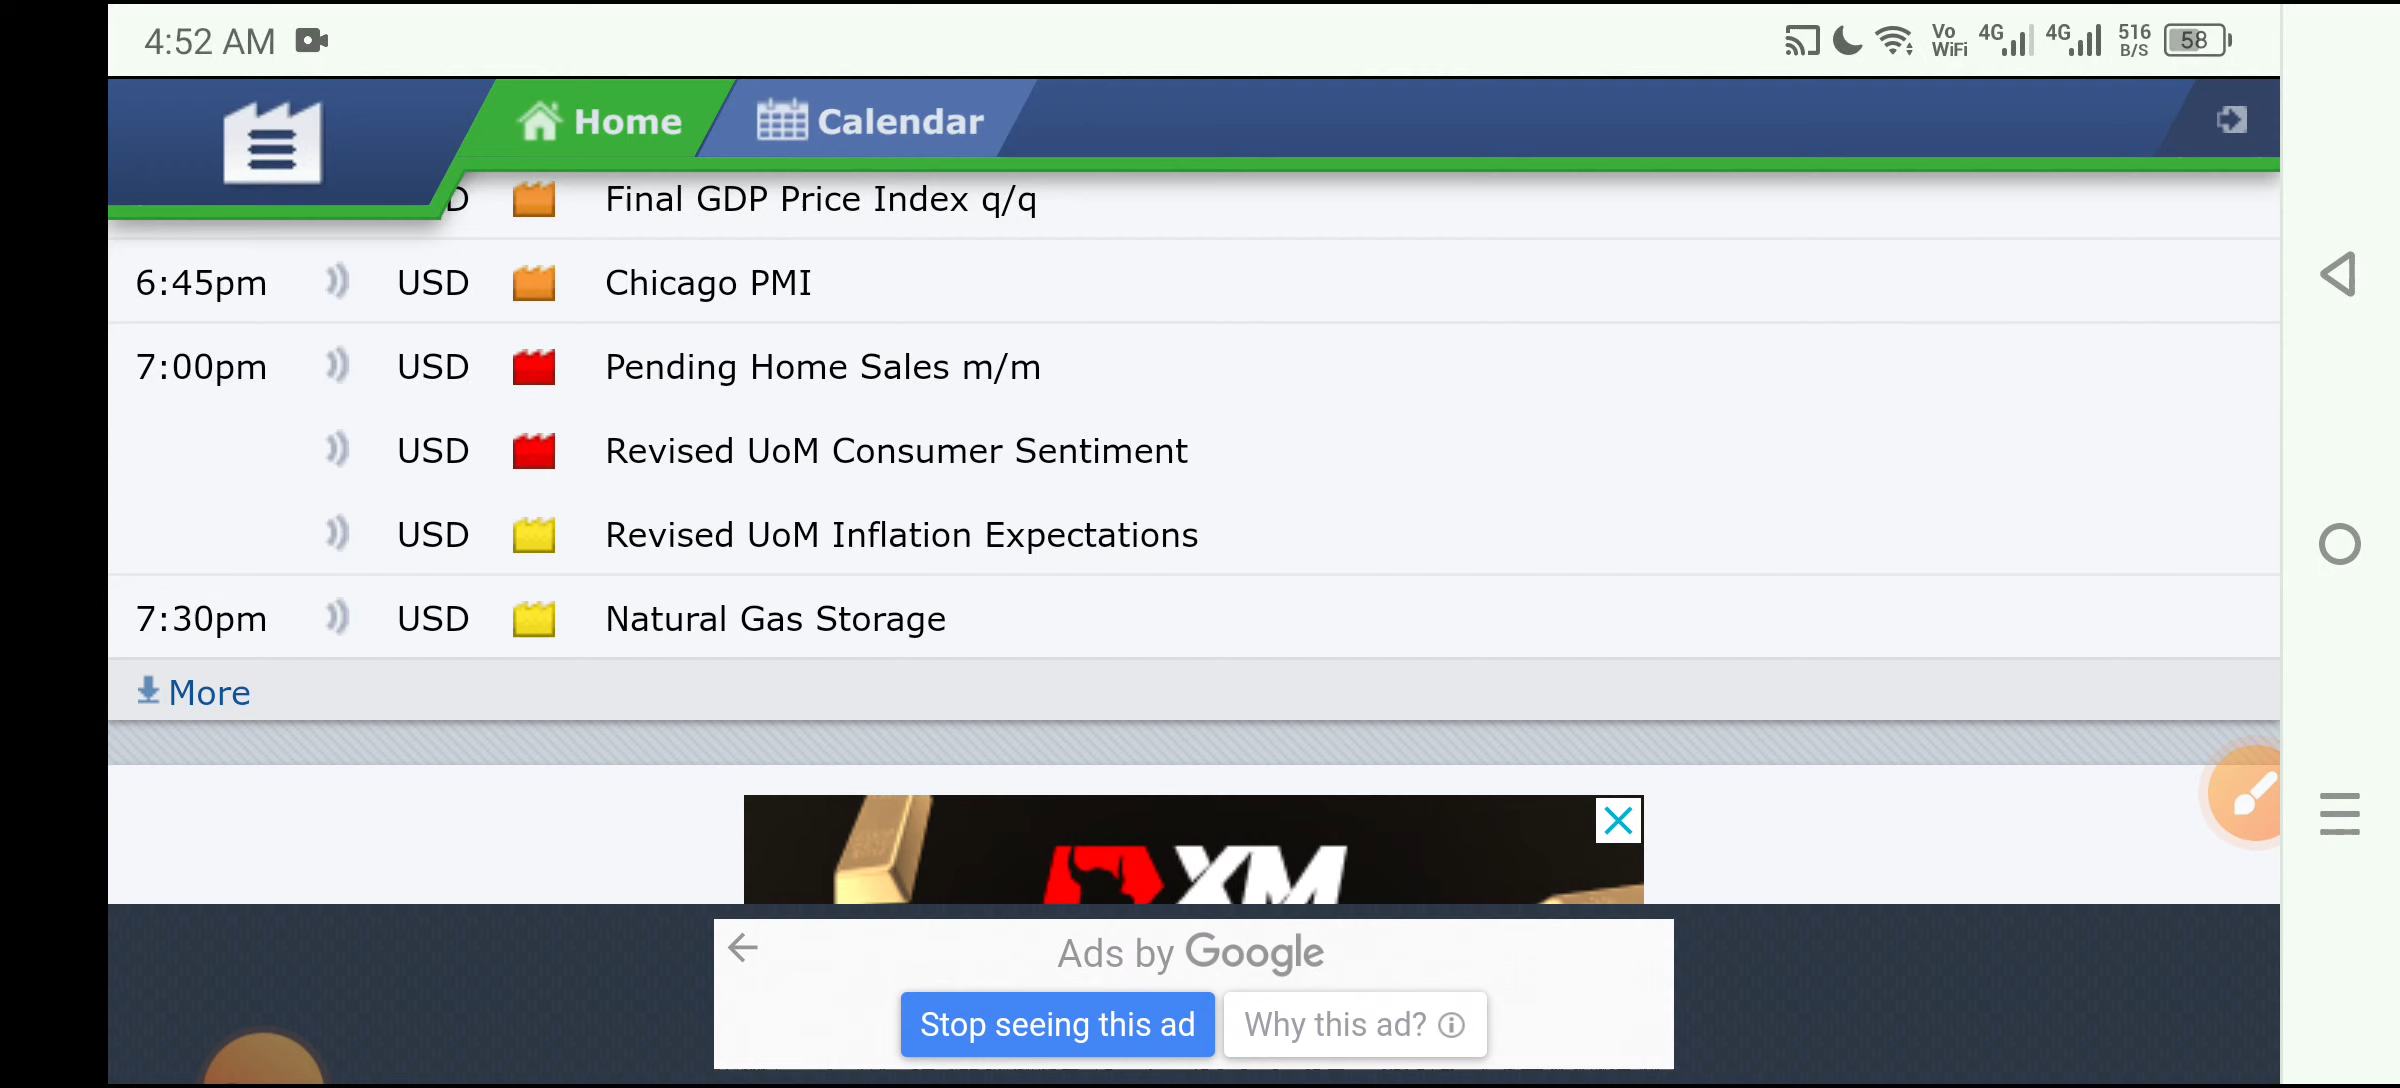 4:52 AM
Vo WiFi 4G 4G 516 B/S 58
Home Calendar
D Final GDP Price Index q/q
6:45pm USD Chicago PMI
7:00pm USD Pending Home Sales m/m
USD Revised UoM Consumer Sentiment
USD Revised UoM Inflation Expectations
7:30pm USD Natural Gas Storage
More
XM
Ads by Google
Stop seeing this ad Why this ad?